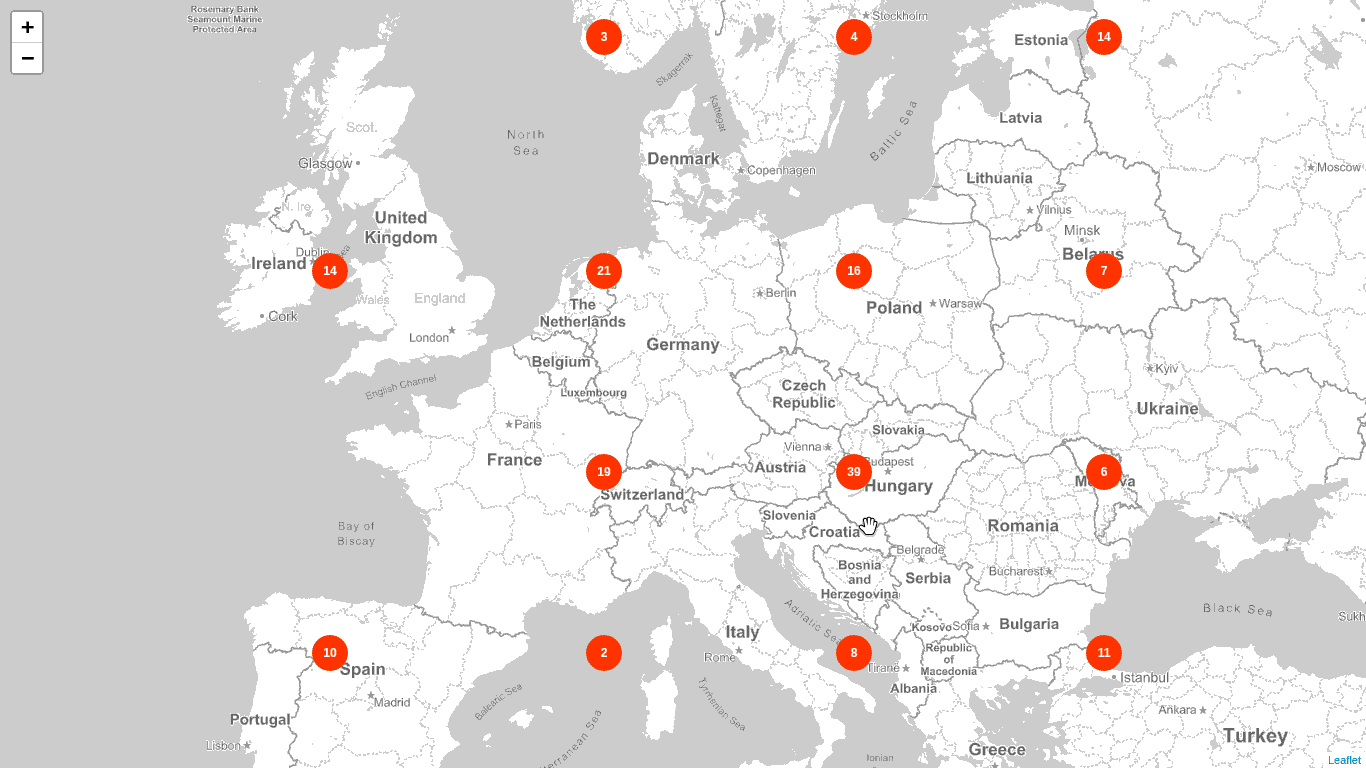 Rosemary Bank
Seamount Marine
Protected Area
+
−
3
4
Stockholm
14
Estonia
Skagerrak
Kattegat
Scot.
North
Sea
Baltic Sea
Latvia
Glasgow
Denmark
Copenhagen
Moscow
Lithuania
N. Ire.
Vilnius
United
Kingdom
Minsk
Belarus
Dublin
Ireland
14
21
16
7
Wales
England
The
Netherlands
Berlin
Poland
Warsaw
Cork
London
Germany
Belgium
Kyiv
English Channel
Luxembourg
Czech
Republic
Ukraine
Paris
Slovakia
Vienna
France
Austria
Budapest
19
39
6
Hungary
Switzerland
Slovenia
Romania
Croatia
Bay of
Biscay
Belgrade
Bosnia
and
Herzegovina
Serbia
Bucharest
Adriatic Sea
Black Sea
Sukh
Kosovo
Sofia
Bulgaria
Italy
Rome
10
2
8
11
Spain
Tirane
Republic
of
Macedonia
Istanbul
Albania
Madrid
Balearic Sea
Tyrrhenian Sea
Portugal
Ankara
Lisbon
terranean Sea
Turkey
Greece
Ionian
Leaflet